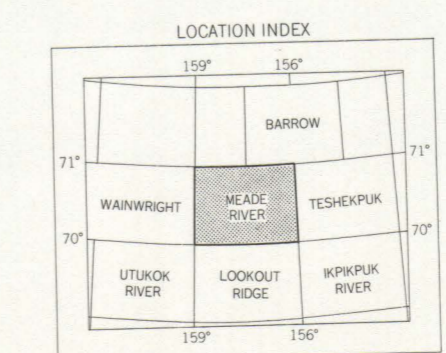 LOCATION INDEX
159° 156°
BARROW
71° 71°
WAINWRIGHT MEADE RIVER TESHEKPUK
70° 70°
UTUKOK RIVER LOOKOUT RIDGE IKPIKPUK RIVER
159° 156°